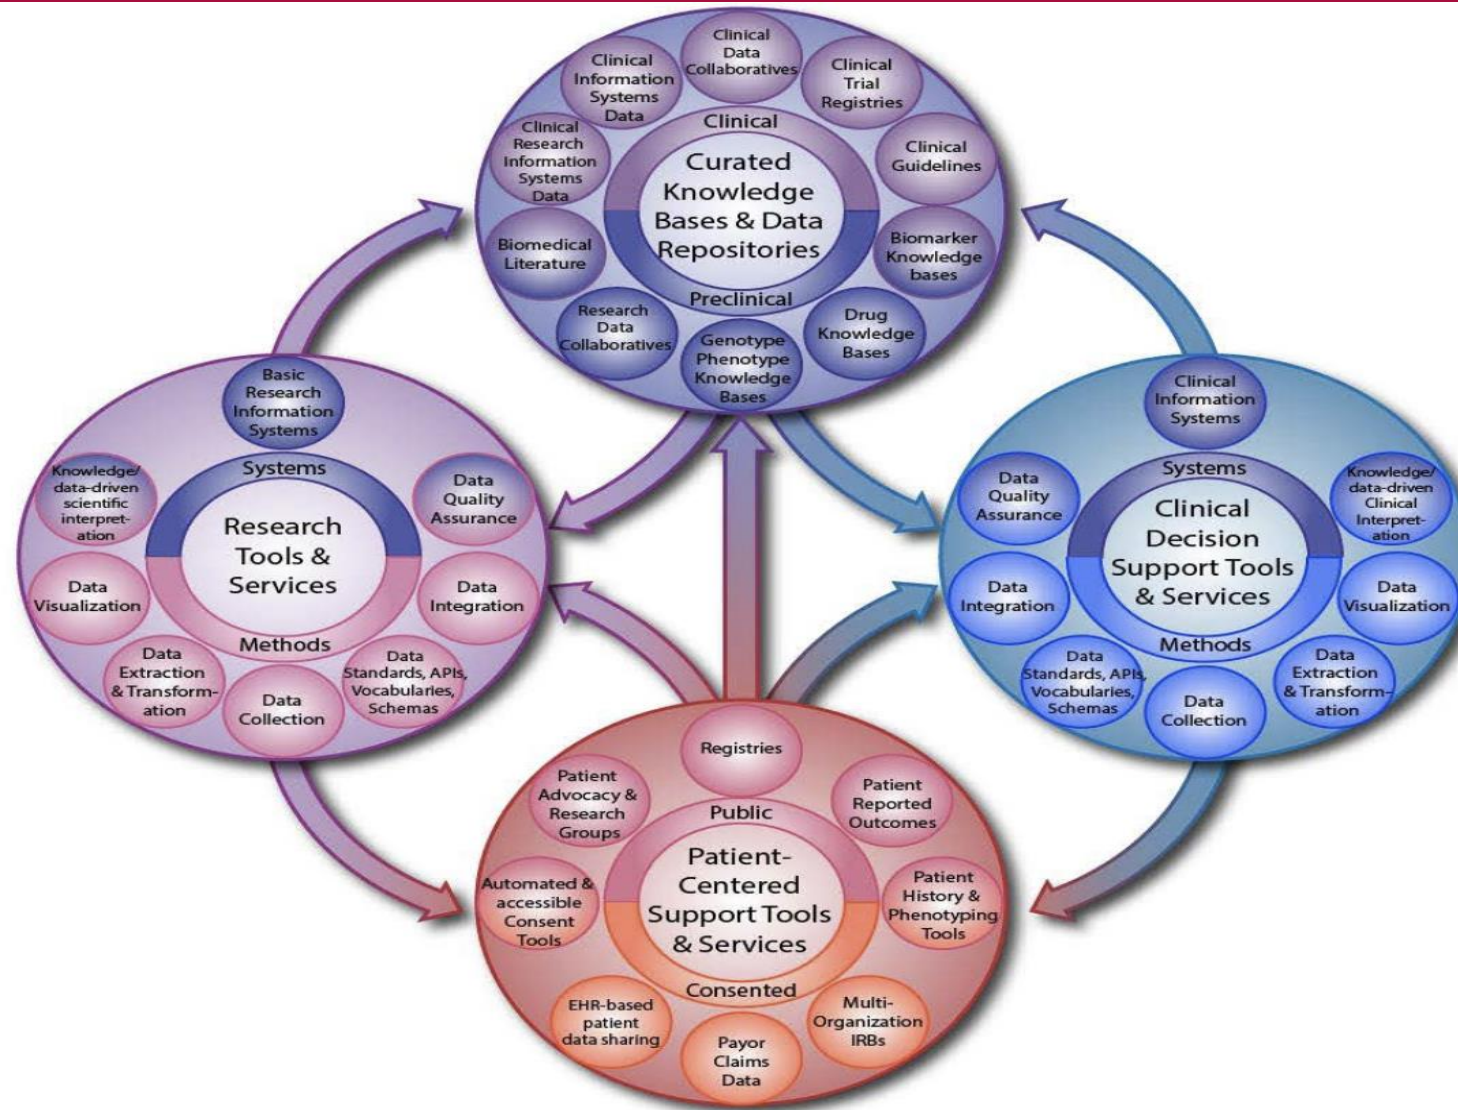 Clinical
Data
Collaboratives
Clinical
Information
Systems
Data
Clinical
Trial
Registries
Clinical
Research
Information
Systems
Data
Clinical
Guidelines
Biomedical
Literature
Biomarker
Knowledge
bases
Research
Data
Collaboratives
Genotype
Phenotype
Knowledge
Bases
Drug
Knowledge
Bases
Clinical
Curated
Knowledge
Bases & Data
Repositories
Preclinical
Basic
Research
Information
Systems
Knowledge/
data-driven
scientific
interpret-
ation
Data
Quality
Assurance
Data
Visualization
Data
Integration
Data
Extraction
& Transform-
ation
Data
Collection
Data
Standards, APIs,
Vocabularies,
Schemas
Systems
Research
Tools &
Services
Methods
Clinical
Information
Systems
Data
Quality
Assurance
Knowledge/
data-driven
Clinical
Interpret-
ation
Data
Integration
Data
Visualization
Data
Standards, APIs,
Vocabularies,
Schemas
Data
Collection
Data
Extraction
& Transform-
ation
Systems
Clinical
Decision
Support Tools
& Services
Methods
Registries
Patient
Advocacy &
Research
Groups
Patient
Reported
Outcomes
Automated &
accessible
Consent
Tools
Patient
History &
Phenotyping
Tools
EHR-based
patient
data sharing
Payor
Claims
Data
Multi-
Organization
IRBs
Public
Patient-
Centered
Support Tools
& Services
Consented